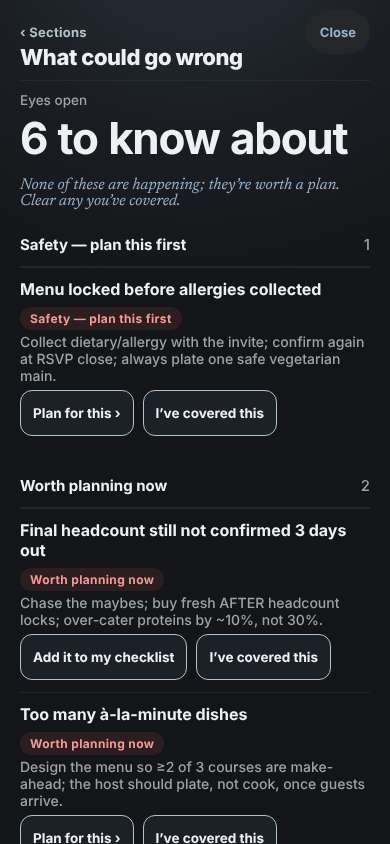 ‹ Sections
Close
What could go wrong
Eyes open
6 to know about
None of these are happening; they’re worth a plan.
Clear any you’ve covered.
Safety — plan this first 1
Menu locked before allergies collected
Safety — plan this first
Collect dietary/allergy with the invite; confirm again
at RSVP close; always plate one safe vegetarian
main.
Plan for this › I’ve covered this
Worth planning now 2
Final headcount still not confirmed 3 days
out
Worth planning now
Chase the maybes; buy fresh AFTER headcount
locks; over-cater proteins by ~10%, not 30%.
Add it to my checklist I’ve covered this
Too many à-la-minute dishes
Worth planning now
Design the menu so ≥2 of 3 courses are make-
ahead; the host should plate, not cook, once guests
arrive.
Plan for this › I’ve covered this